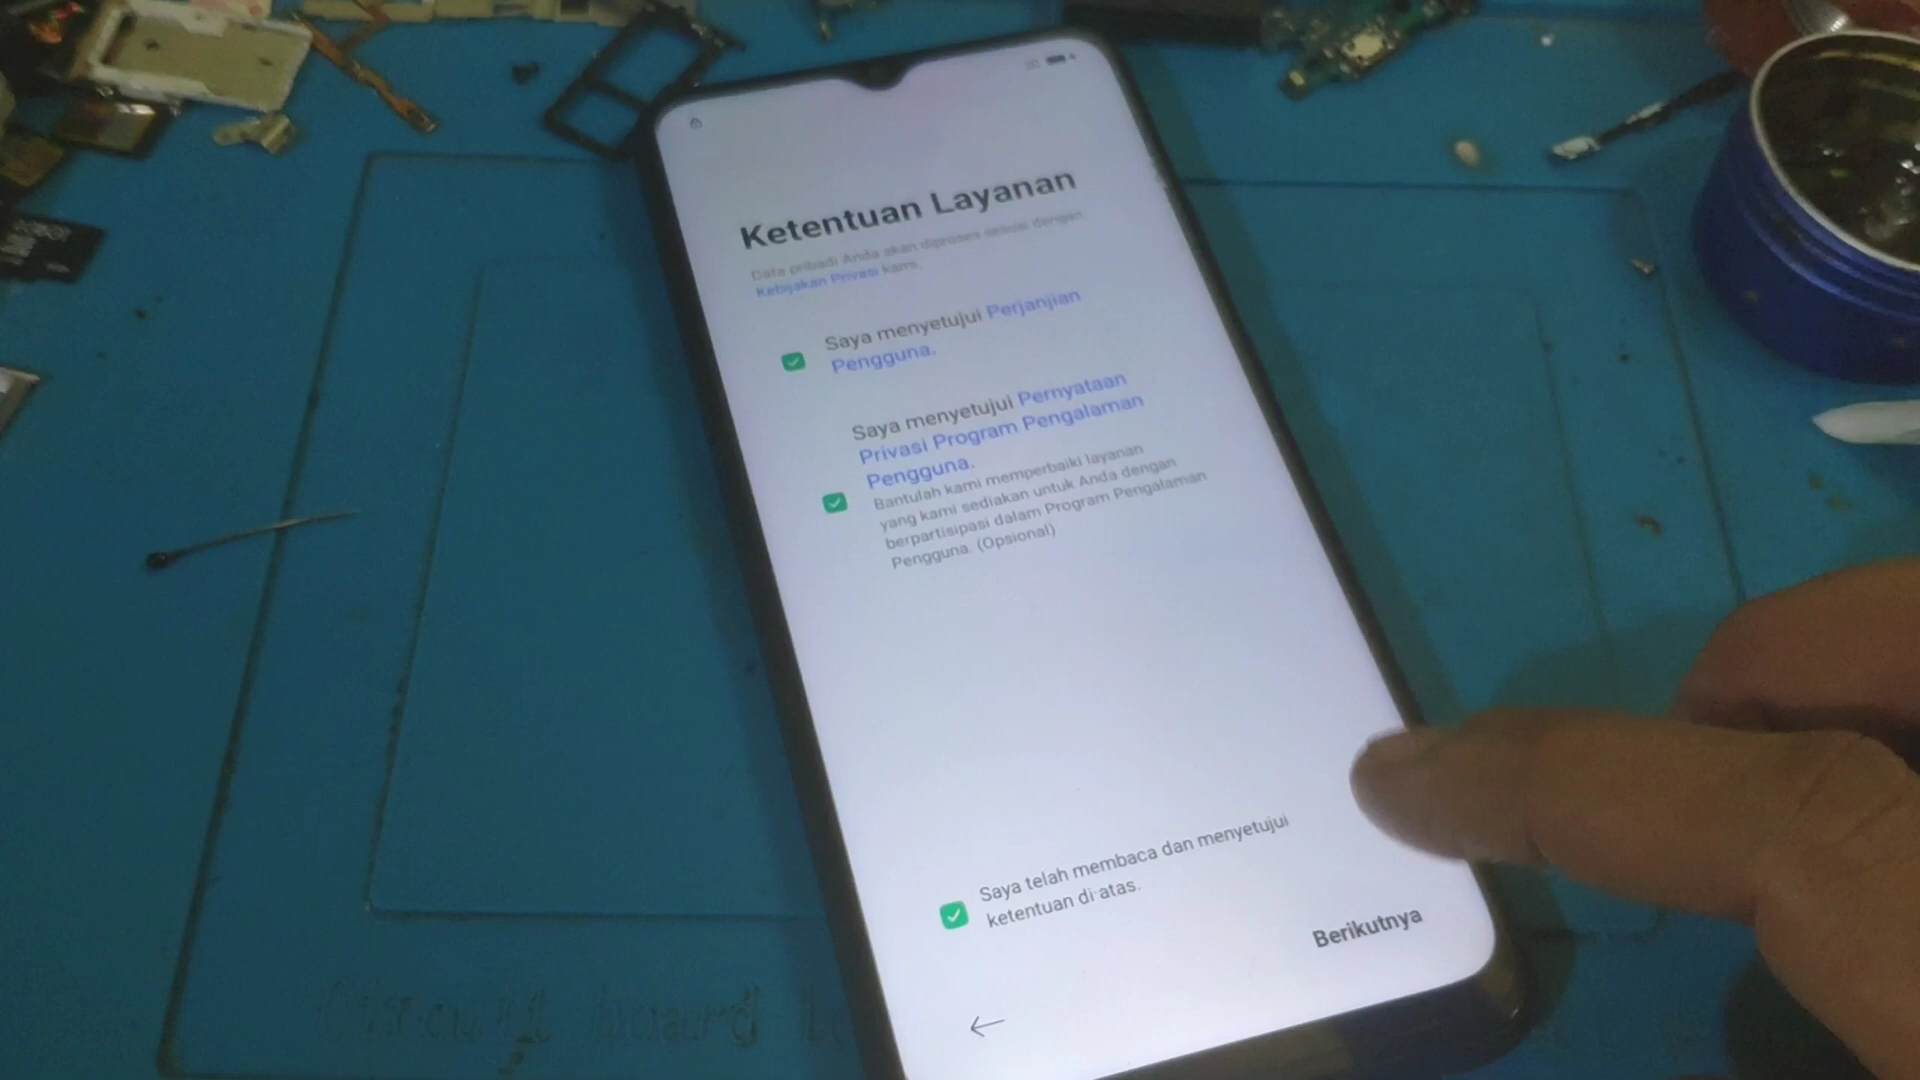 Ketentuan Layanan
Data pribadi Anda akan diproses sesuai dengan
Kebijakan Privasi kami.
Saya menyetujui Perjanjian
Pengguna.
Saya menyetujui Pernyataan
Privasi Program Pengalaman
Pengguna.
Bantulah kami memperbaiki layanan
yang kami sediakan untuk Anda dengan
berpartisipasi dalam Program Pengalaman
Pengguna. (Opsional)
Saya telah membaca dan menyetujui
ketentuan di atas.
Berikutnya
Circuit board